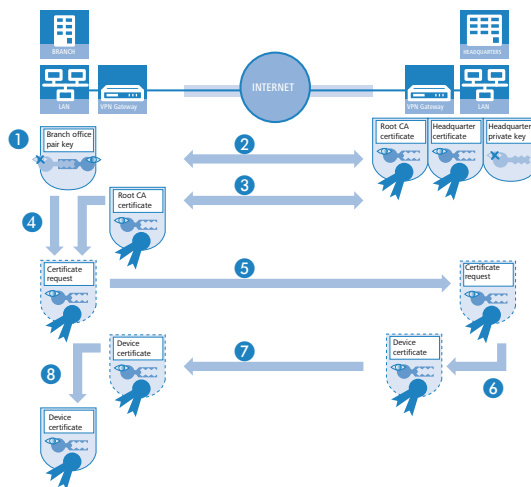 BRANCH
HEADQUARTERS
INTERNET
LAN
VPN Gateway
VPN Gateway
LAN
1
Branch office
pair key
2
Root CA
certificate
Headquarter
certificate
Headquarter
private key
3
4
Root CA
certificate
Certificate
request
5
Certificate
request
Device
certificate
7
Device
certificate
6
8
Device
certificate